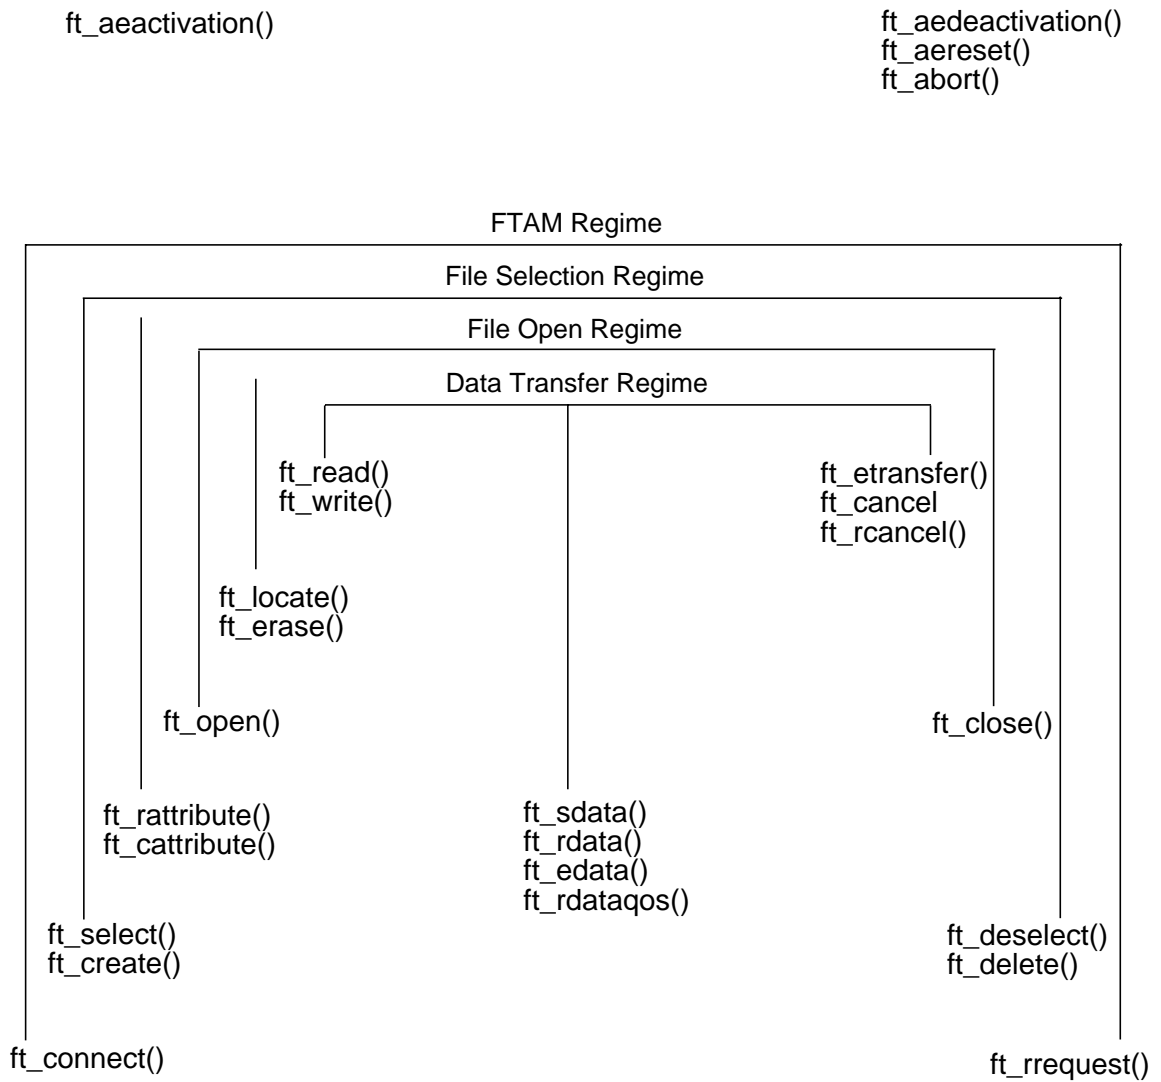 ft_aeactivation()
ft_aedeactivation()
ft_aereset()
ft_abort()
FTAM Regime
File Selection Regime
File Open Regime
Data Transfer Regime
ft_read()
ft_write()
ft_etransfer()
ft_cancel
ft_rcancel()
ft_locate()
ft_erase()
ft_open()
ft_close()
ft_rattribute()
ft_cattribute()
ft_sdata()
ft_rdata()
ft_edata()
ft_rdataqos()
ft_select()
ft_create()
ft_deselect()
ft_delete()
ft_connect()
ft_rrequest()